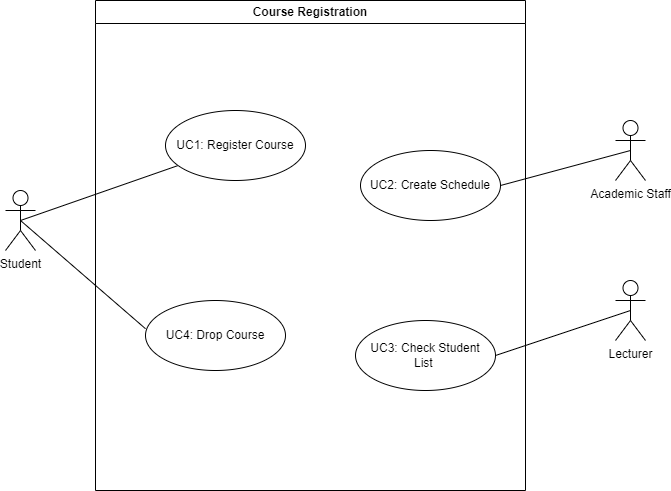 Course Registration
UC1: Register Course
UC2: Create Schedule
Academic Staff
Student
UC4: Drop Course
UC3: Check Student
List
Lecturer